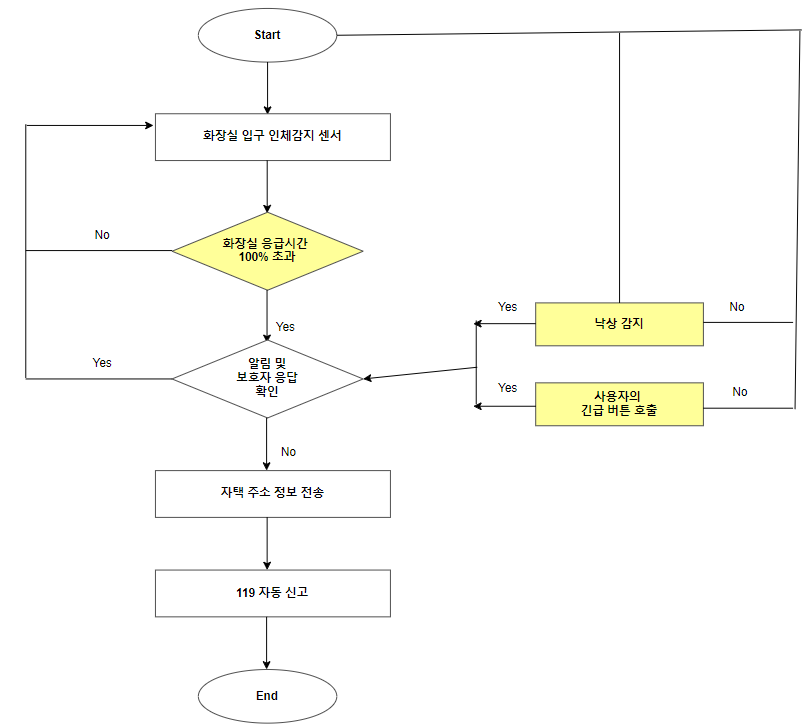 Start
화장실 입구 인체감지 센서
No
화장실 응급시간
100% 초과
Yes
Yes
알림 및
보호자 응답
확인
No
자택 주소 정보 전송
119 자동 신고
End
Yes
낙상 감지
No
Yes
사용자의
긴급 버튼 호출
No